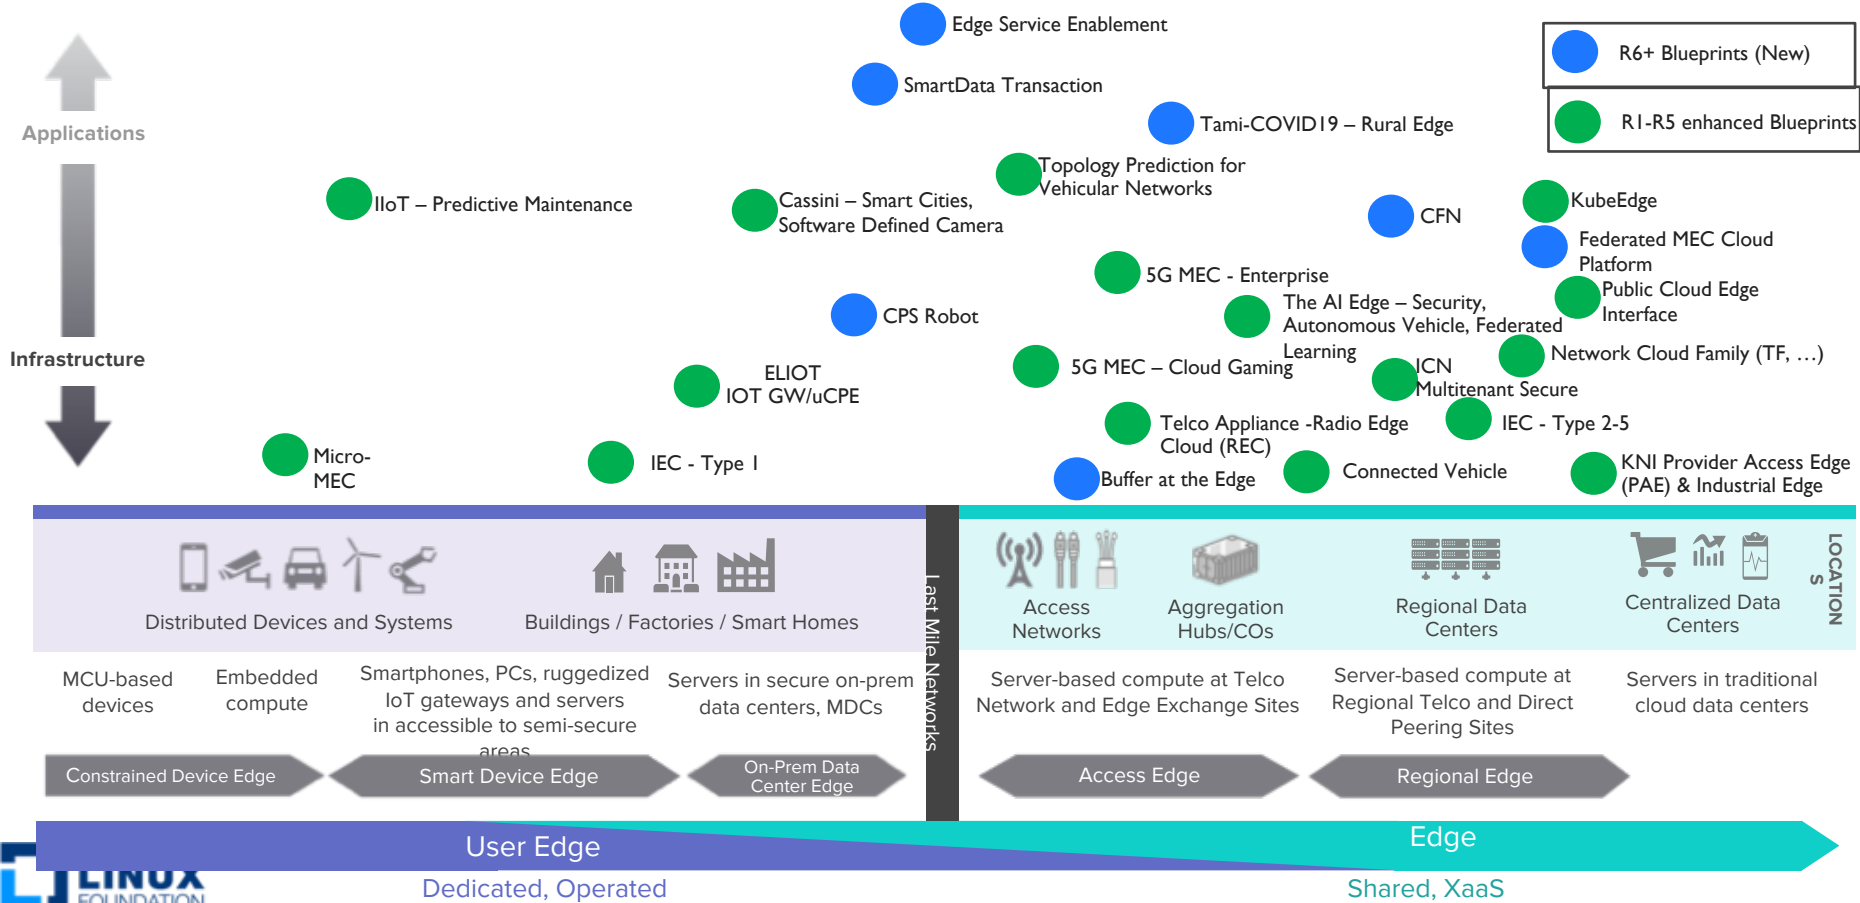 Edge Service Enablement
R6+ Blueprints (New)
SmartData Transaction
R1-R5 enhanced Blueprints
Applications
Tami-COVID19 – Rural Edge
Topology Prediction for
Vehicular Networks
IIoT – Predictive Maintenance
Cassini – Smart Cities,
Software Defined Camera
CFN
KubeEdge
Federated MEC Cloud
Platform
5G MEC - Enterprise
Public Cloud Edge
Interface
The AI Edge – Security,
Autonomous Vehicle, Federated
Learning
CPS Robot
Infrastructure
Network Cloud Family (TF, …)
5G MEC – Cloud Gaming
ICN
Multitenant Secure
ELIOT
IOT GW/uCPE
Telco Appliance -Radio Edge
Cloud (REC)
IEC - Type 2-5
Micro-
MEC
IEC - Type 1
Buffer at the Edge
Connected Vehicle
KNI Provider Access Edge
(PAE) & Industrial Edge
Distributed Devices and Systems
Buildings / Factories / Smart Homes
Last Mile Networks
Access
Networks
Aggregation
Hubs/COs
Regional Data
Centers
Centralized Data
Centers
LOCATION
S
MCU-based
devices
Embedded
compute
Smartphones, PCs, ruggedized
IoT gateways and servers
in accessible to semi-secure
areas
Servers in secure on-prem
data centers, MDCs
Server-based compute at Telco
Network and Edge Exchange Sites
Server-based compute at
Regional Telco and Direct
Peering Sites
Servers in traditional
cloud data centers
Constrained Device Edge
Smart Device Edge
On-Prem Data
Center Edge
Access Edge
Regional Edge
User Edge
Edge
Dedicated, Operated
Shared, XaaS
LINUX
FOUNDATION